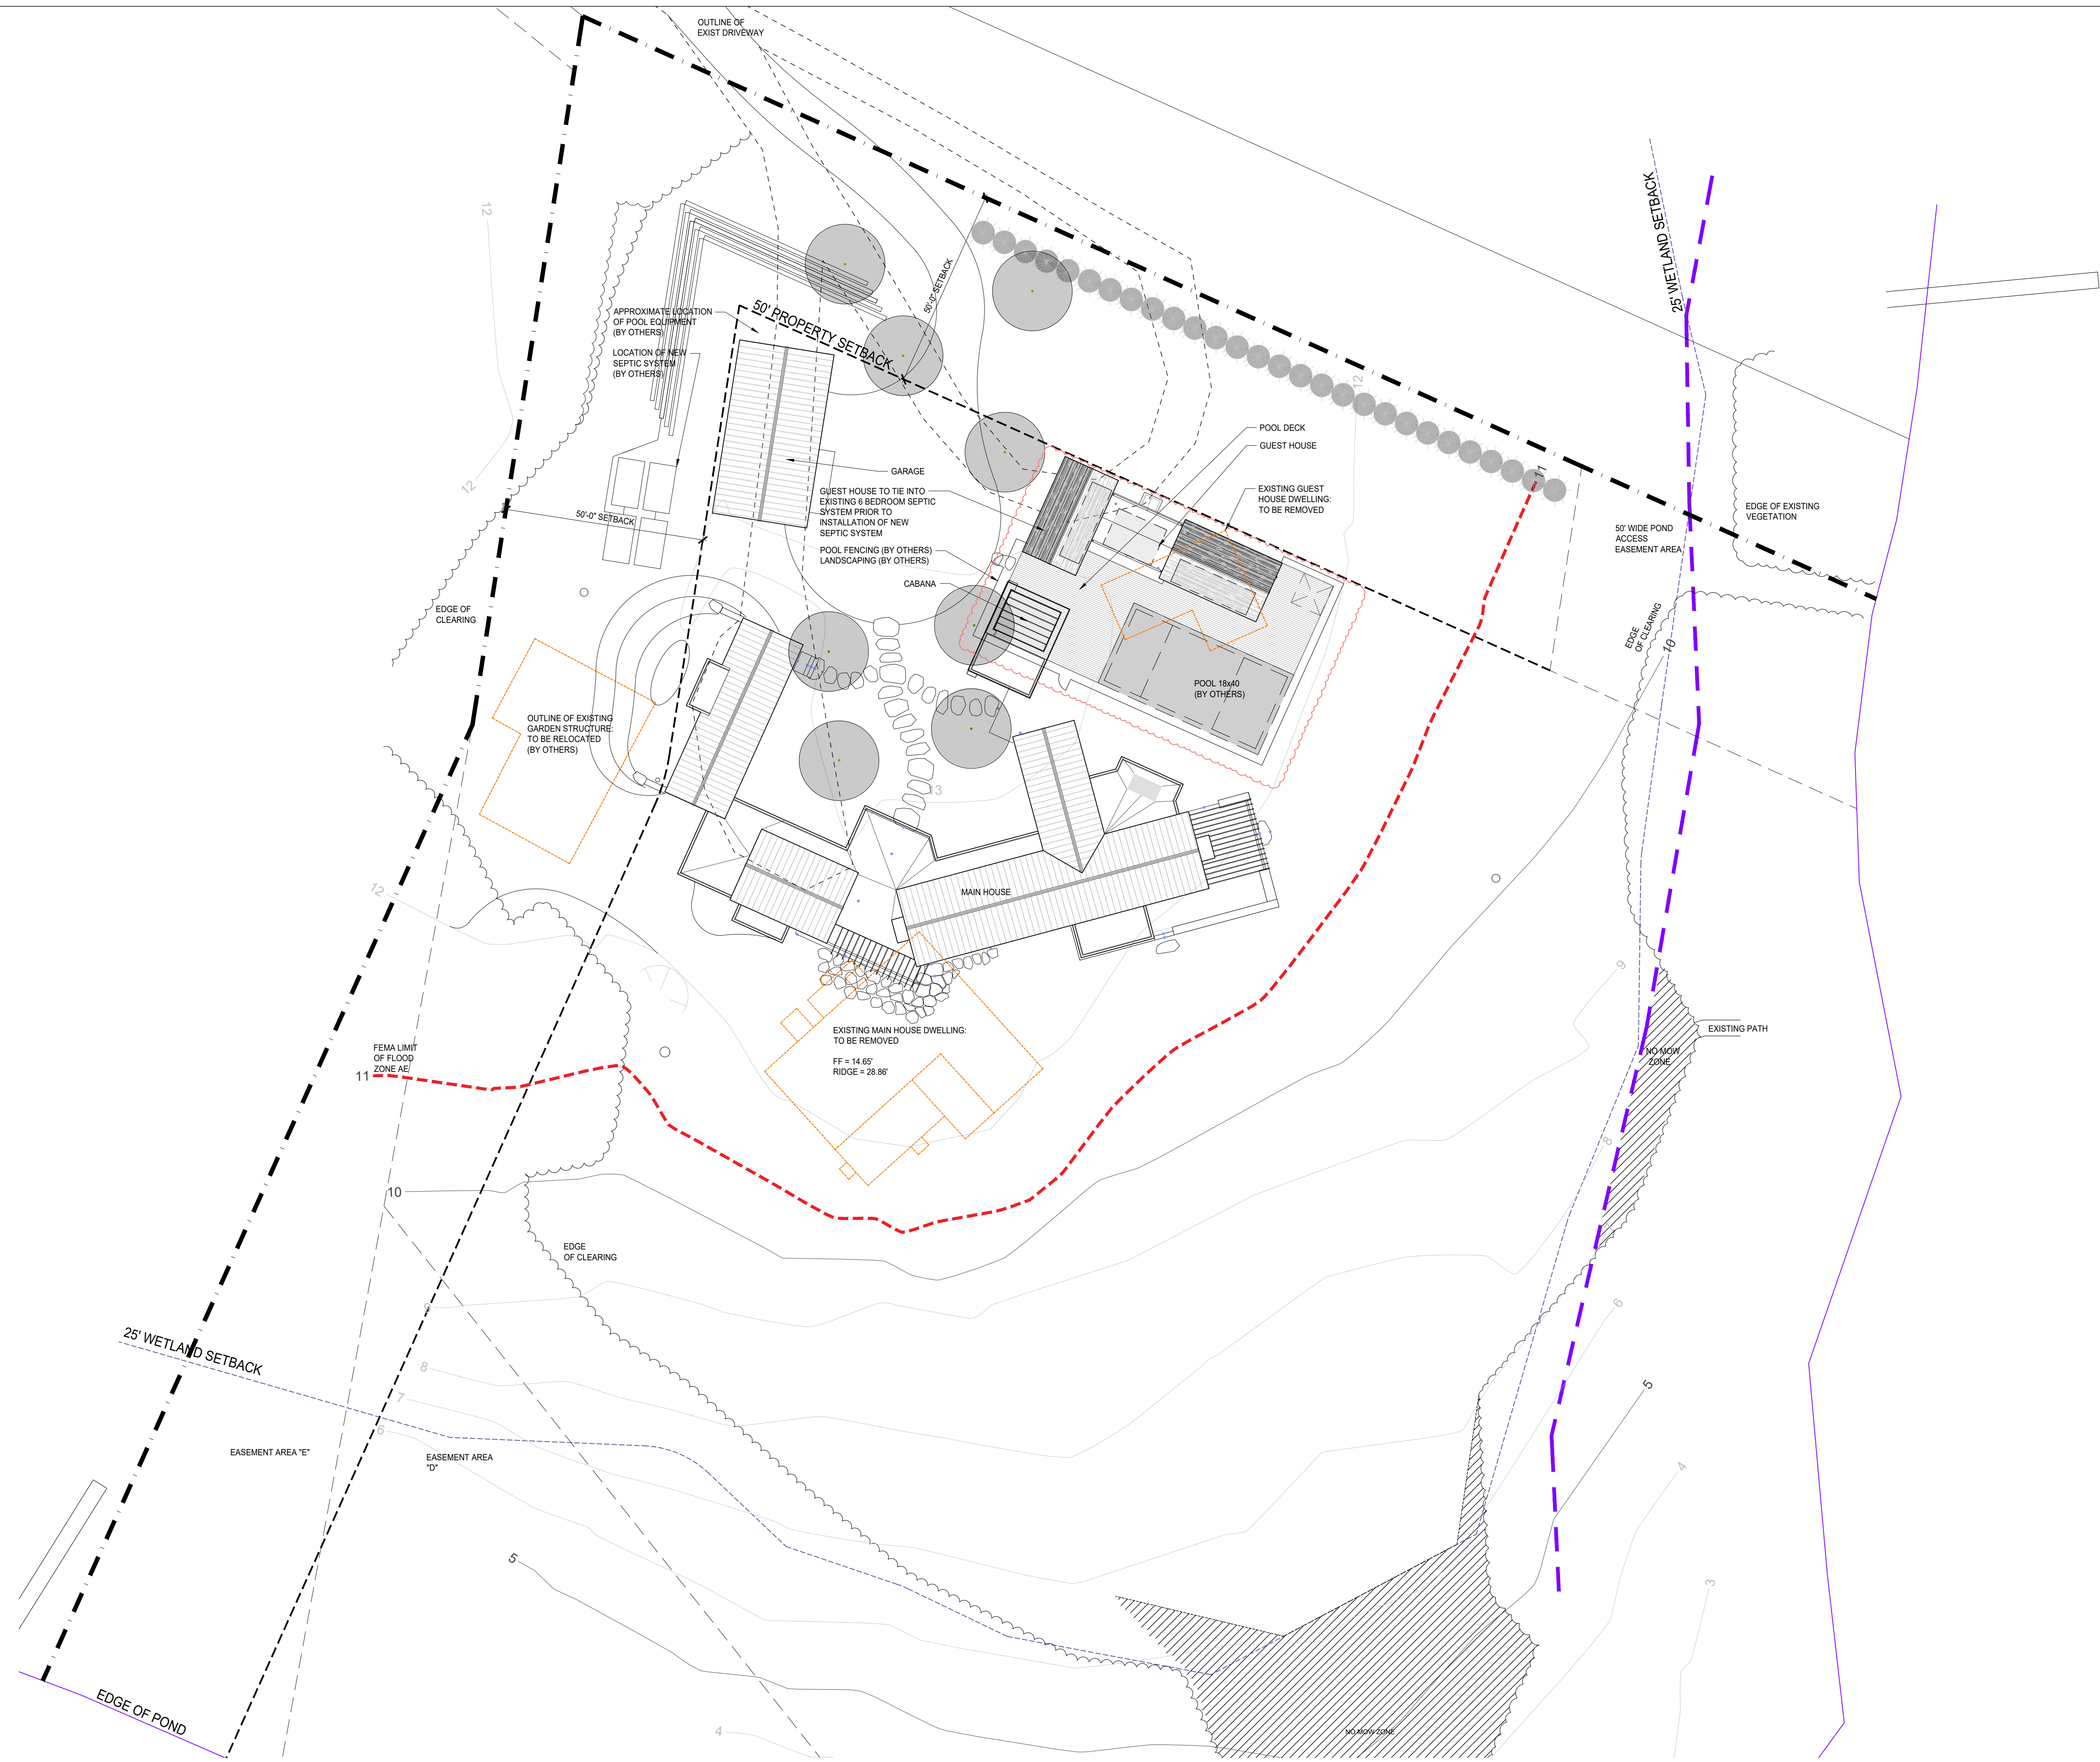 OUTLINE OF
EXIST DRIVEWAY
12
25' WETLAND SETBACK
50'-0" SETBACK
APPROXIMATE LOCATION
OF POOL EQUIPMENT
(BY OTHERS)
50' PROPERTY SETBACK
LOCATION OF NEW
SEPTIC SYSTEM
(BY OTHERS)
12
POOL DECK
GUEST HOUSE
GARAGE
11
12
GUEST HOUSE TO TIE INTO
EXISTING 6 BEDROOM SEPTIC
SYSTEM PRIOR TO
INSTALLATION OF NEW
SEPTIC SYSTEM
EXISTING GUEST
HOUSE DWELLING:
TO BE REMOVED
50'-0" SETBACK
EDGE OF EXISTING
VEGETATION
50' WIDE POND
ACCESS
EASEMENT AREA
POOL FENCING (BY OTHERS)
LANDSCAPING (BY OTHERS)
CABANA
EDGE OF
CLEARING
EDGE
OF CLEARING
10
POOL 18x40
(BY OTHERS)
OUTLINE OF EXISTING
GARDEN STRUCTURE:
TO BE RELOCATED
(BY OTHERS)
13
12
MAIN HOUSE
9
EXISTING MAIN HOUSE DWELLING:
TO BE REMOVED
FF = 14.65'
RIDGE = 28.86'
EXISTING PATH
FEMA LIMIT
OF FLOOD
ZONE AE
11
NO MOW
ZONE
8
10
EDGE
OF CLEARING
9
6
25' WETLAND SETBACK
8
5
7
6
EASEMENT AREA "E"
EASEMENT AREA
"D"
4
5
3
EDGE OF POND
4
NO MOW ZONE